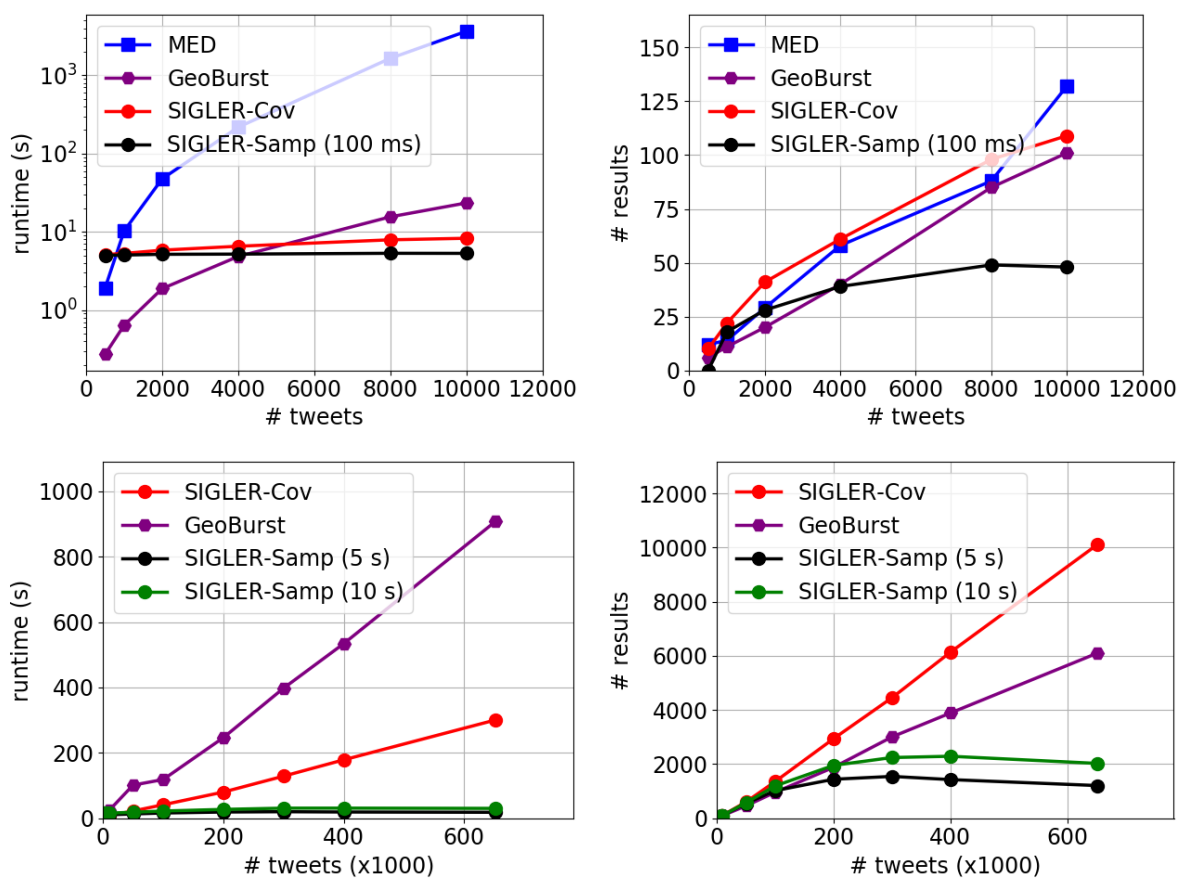 MED
GeoBurst
SIGLER-Cov
SIGLER-Samp (100 ms)
10³
10²
10¹
10⁰
runtime (s)
0 2000 4000 6000 8000 10000 12000
# tweets
MED
GeoBurst
SIGLER-Cov
SIGLER-Samp (100 ms)
150
125
100
75
50
25
0
# results
0 2000 4000 6000 8000 10000 12000
# tweets
SIGLER-Cov
GeoBurst
SIGLER-Samp (5 s)
SIGLER-Samp (10 s)
1000
800
600
400
200
0
runtime (s)
0 200 400 600
# tweets (x1000)
SIGLER-Cov
GeoBurst
SIGLER-Samp (5 s)
SIGLER-Samp (10 s)
12000
10000
8000
6000
4000
2000
0
# results
0 200 400 600
# tweets (x1000)